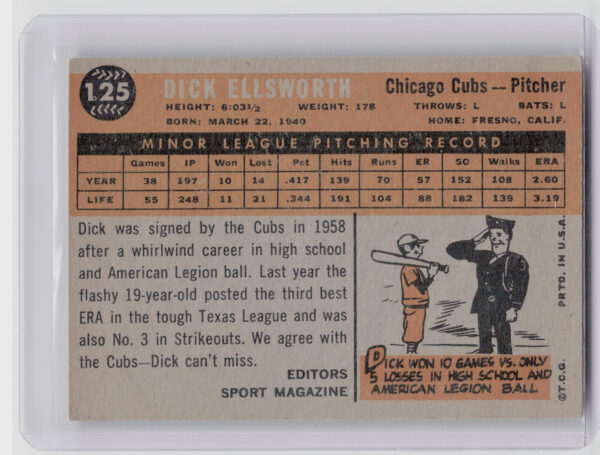 125
DICK ELLSWORTH
Chicago Cubs — Pitcher
HEIGHT: 6:03½ WEIGHT: 178 THROWS: L BATS: L
BORN: MARCH 22, 1940 HOME: FRESNO, CALIF.
MINOR LEAGUE PITCHING RECORD
Games IP Won Lost Pct Hits Runs ER SO Walks ERA
YEAR 38 197 10 14 .417 139 70 57 152 108 2.60
LIFE 55 248 11 21 .344 191 104 88 182 139 3.19
Dick was signed by the Cubs in 1958
after a whirlwind career in high school
and American Legion ball. Last year the
flashy 19-year-old posted the third best
ERA in the tough Texas League and was
also No. 3 in Strikeouts. We agree with
the Cubs—Dick can't miss.
EDITORS
SPORT MAGAZINE
DICK WON 10 GAMES VS. ONLY
5 LOSSES IN HIGH SCHOOL AND
AMERICAN LEGION BALL
©T.C.G. PRTD. IN U.S.A.